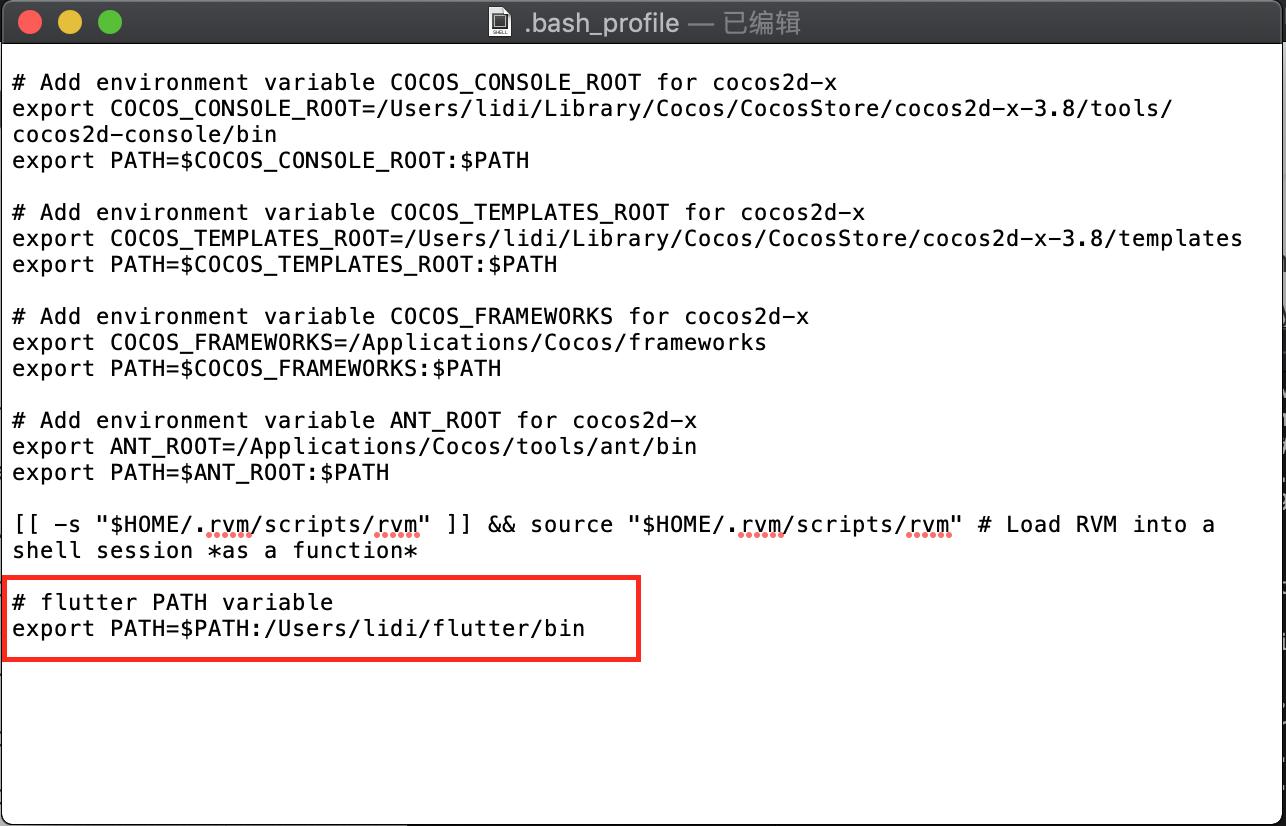 .bash_profile — 已编辑
# Add environment variable COCOS_CONSOLE_ROOT for cocos2d-x
export COCOS_CONSOLE_ROOT=/Users/lidi/Library/Cocos/CocosStore/cocos2d-x-3.8/tools/
cocos2d-console/bin
export PATH=$COCOS_CONSOLE_ROOT:$PATH
# Add environment variable COCOS_TEMPLATES_ROOT for cocos2d-x
export COCOS_TEMPLATES_ROOT=/Users/lidi/Library/Cocos/CocosStore/cocos2d-x-3.8/templates
export PATH=$COCOS_TEMPLATES_ROOT:$PATH
# Add environment variable COCOS_FRAMEWORKS for cocos2d-x
export COCOS_FRAMEWORKS=/Applications/Cocos/frameworks
export PATH=$COCOS_FRAMEWORKS:$PATH
# Add environment variable ANT_ROOT for cocos2d-x
export ANT_ROOT=/Applications/Cocos/tools/ant/bin
export PATH=$ANT_ROOT:$PATH
[[ -s "$HOME/.rvm/scripts/rvm" ]] && source "$HOME/.rvm/scripts/rvm" # Load RVM into a
shell session *as a function*
# flutter PATH variable
export PATH=$PATH:/Users/lidi/flutter/bin